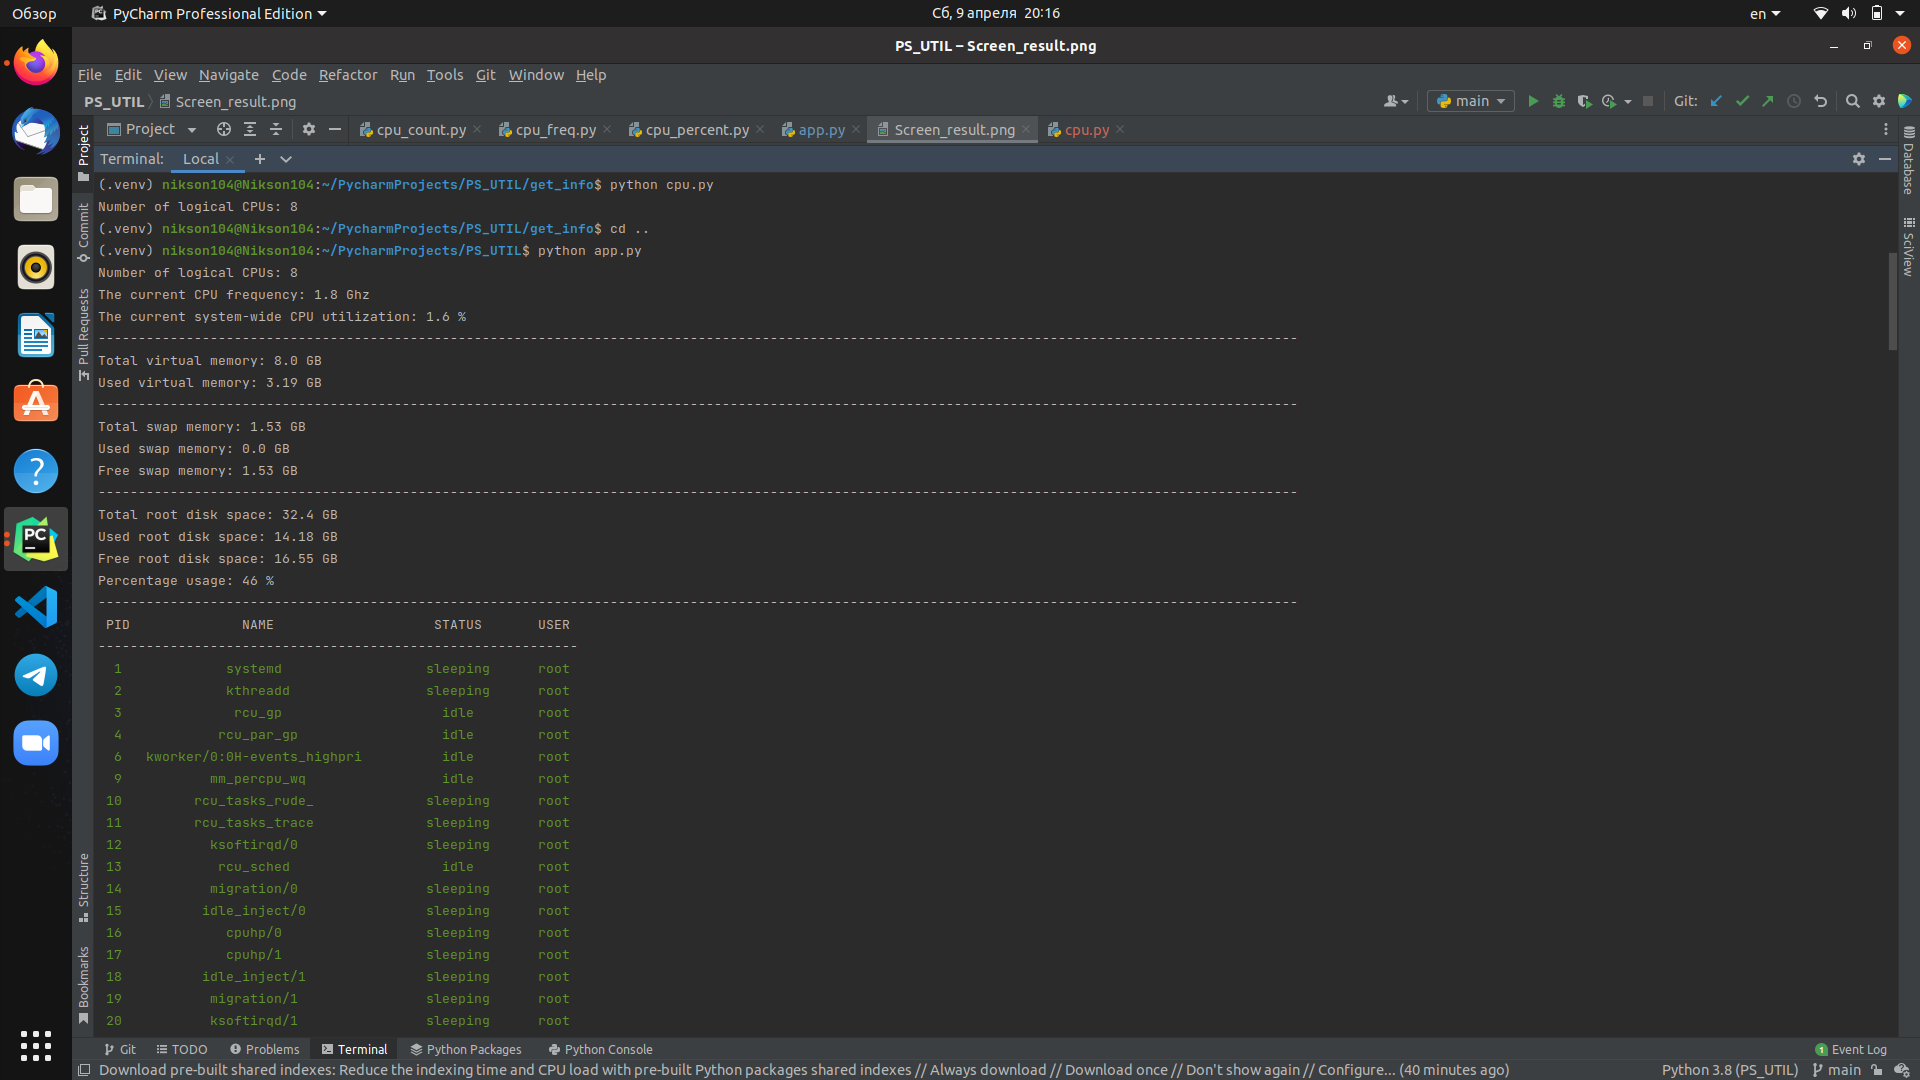 Обзор PyCharm Professional Edition Сб, 9 апреля 20:16 en
PS_UTIL – Screen_result.png
File Edit View Navigate Code Refactor Run Tools Git Window Help
PS_UTIL Screen_result.png main Git:
Project cpu_count.py cpu_freq.py cpu_percent.py app.py Screen_result.png cpu.py
Terminal: Local
(.venv) nikson104@Nikson104:~/PycharmProjects/PS_UTIL/get_info$ python cpu.py
Number of logical CPUs: 8
(.venv) nikson104@Nikson104:~/PycharmProjects/PS_UTIL/get_info$ cd ..
(.venv) nikson104@Nikson104:~/PycharmProjects/PS_UTIL$ python app.py
Number of logical CPUs: 8
The current CPU frequency: 1.8 Ghz
The current system-wide CPU utilization: 1.6 %
------------------------------------------------------------------------------------------------------------------------------------------------------
Total virtual memory: 8.0 GB
Used virtual memory: 3.19 GB
------------------------------------------------------------------------------------------------------------------------------------------------------
Total swap memory: 1.53 GB
Used swap memory: 0.0 GB
Free swap memory: 1.53 GB
------------------------------------------------------------------------------------------------------------------------------------------------------
Total root disk space: 32.4 GB
Used root disk space: 14.18 GB
Free root disk space: 16.55 GB
Percentage usage: 46 %
------------------------------------------------------------------------------------------------------------------------------------------------------
PID NAME STATUS USER
------------------------------------------------------------
1 systemd sleeping root
2 kthreadd sleeping root
3 rcu_gp idle root
4 rcu_par_gp idle root
6 kworker/0:0H-events_highpri idle root
9 mm_percpu_wq idle root
10 rcu_tasks_rude_ sleeping root
11 rcu_tasks_trace sleeping root
12 ksoftirqd/0 sleeping root
13 rcu_sched idle root
14 migration/0 sleeping root
15 idle_inject/0 sleeping root
16 cpuhp/0 sleeping root
17 cpuhp/1 sleeping root
18 idle_inject/1 sleeping root
19 migration/1 sleeping root
20 ksoftirqd/1 sleeping root
Project
Commit
Pull Requests
Structure
Bookmarks
Database
SciView
PC
Git TODO Problems Terminal Python Packages Python Console 1 Event Log
Download pre-built shared indexes: Reduce the indexing time and CPU load with pre-built Python packages shared indexes // Always download // Download once // Don't show again // Configure... (40 minutes ago) Python 3.8 (PS_UTIL) main